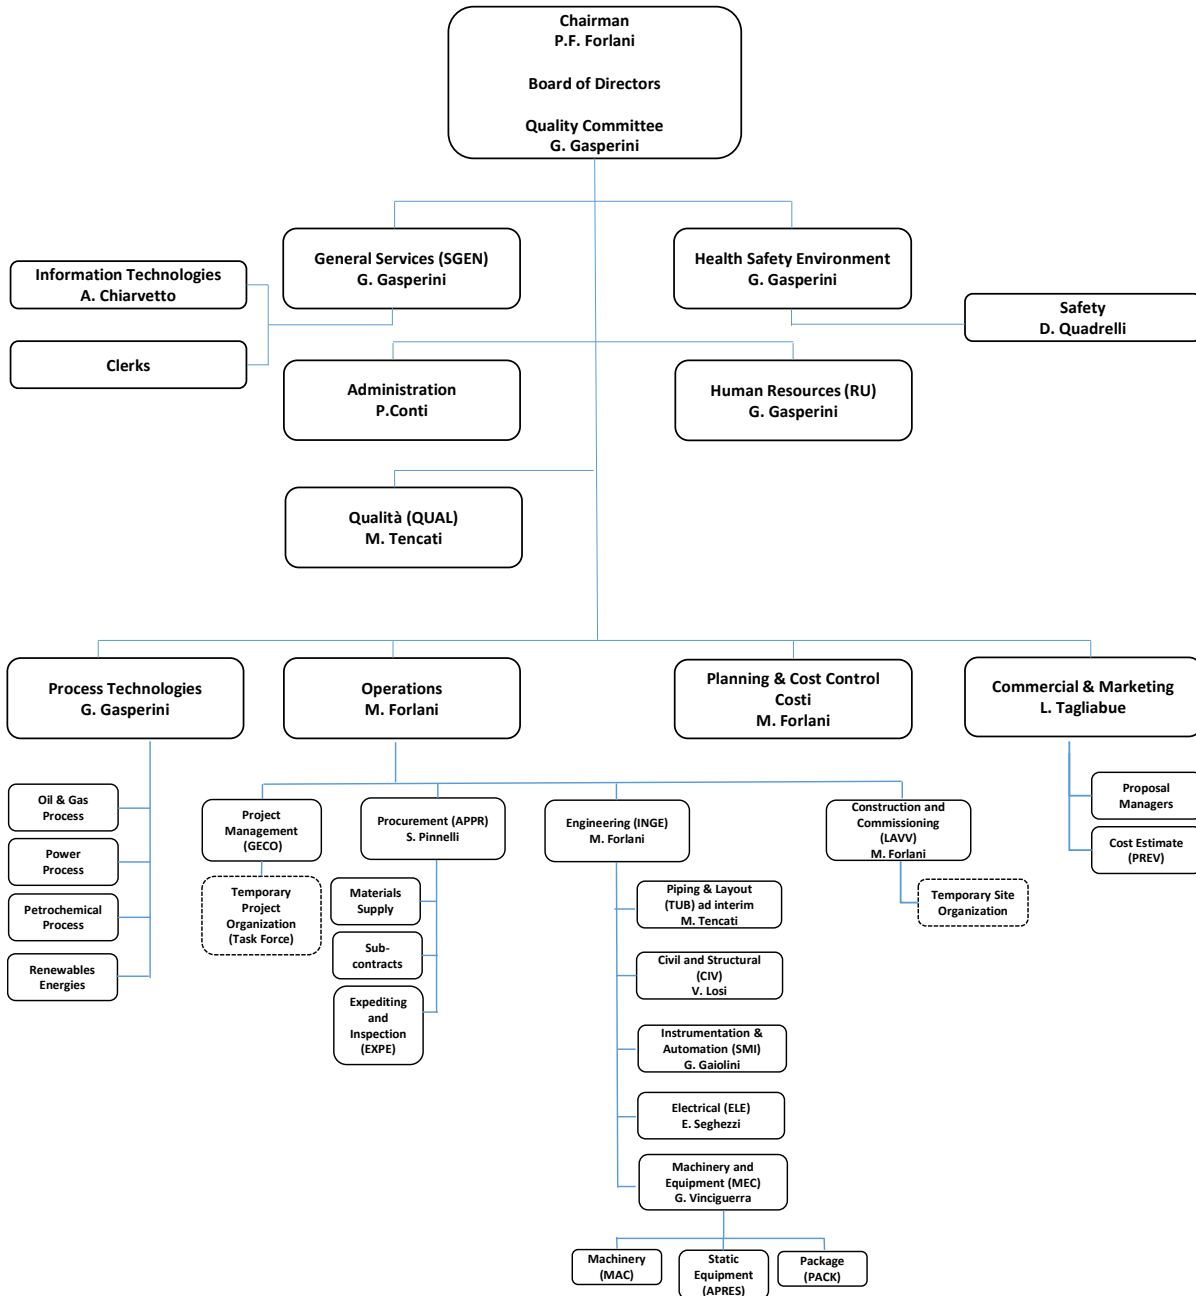 Chairman
P.F. Forlani
Board of Directors
Quality Committee
G. Gasperini
General Services (SGEN)
G. Gasperini
Health Safety Environment
G. Gasperini
Information Technologies
A. Chiarvetto
Safety
D. Quadrelli
Clerks
Administration
P.Conti
Human Resources (RU)
G. Gasperini
Qualità (QUAL)
M. Tencati
Process Technologies
G. Gasperini
Operations
M. Forlani
Planning & Cost Control
Costi
M. Forlani
Commercial & Marketing
L. Tagliabue
Oil & Gas
Process
Power
Process
Petrochemical
Process
Renewables
Energies
Project
Management
(GECO)
Temporary
Project
Organization
(Task Force)
Procurement (APPR)
S. Pinnelli
Materials
Supply
Sub-
contracts
Expediting
and
Inspection
(EXPE)
Engineering (INGE)
M. Forlani
Piping & Layout
(TUB) ad interim
M. Tencati
Civil and Structural
(CIV)
V. Losi
Instrumentation &
Automation (SMI)
G. Gaiolini
Electrical (ELE)
E. Seghezzi
Machinery and
Equipment (MEC)
G. Vinciguerra
Machinery
(MAC)
Static
Equipment
(APRES)
Package
(PACK)
Construction and
Commissioning
(LAVV)
M. Forlani
Temporary Site
Organization
Proposal
Managers
Cost Estimate
(PREV)